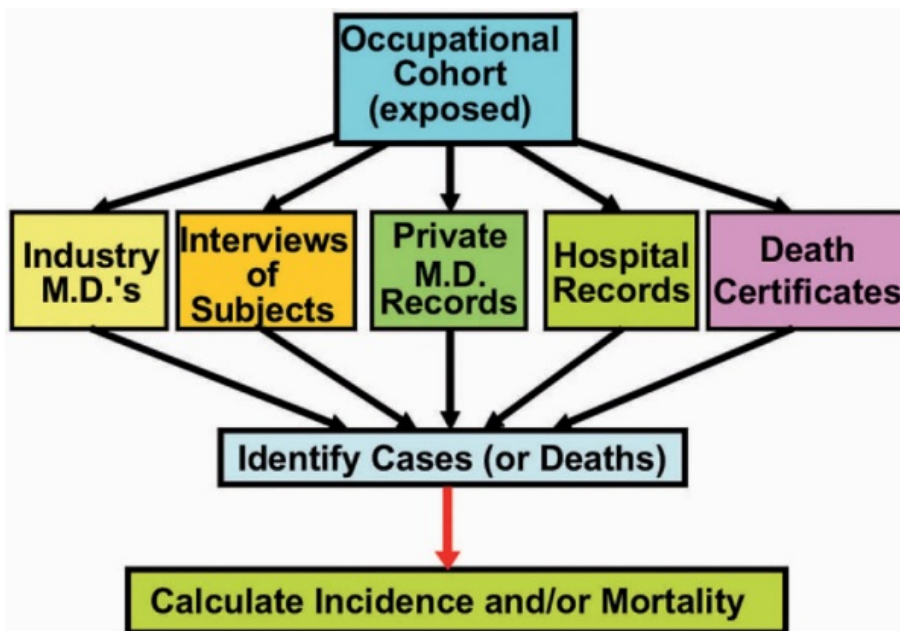 Occupational
Cohort
(exposed)
Industry
M.D.'s
Interviews
of
Subjects
Private
M.D.
Records
Hospital
Records
Death
Certificates
Identify Cases (or Deaths)
Calculate Incidence and/or Mortality